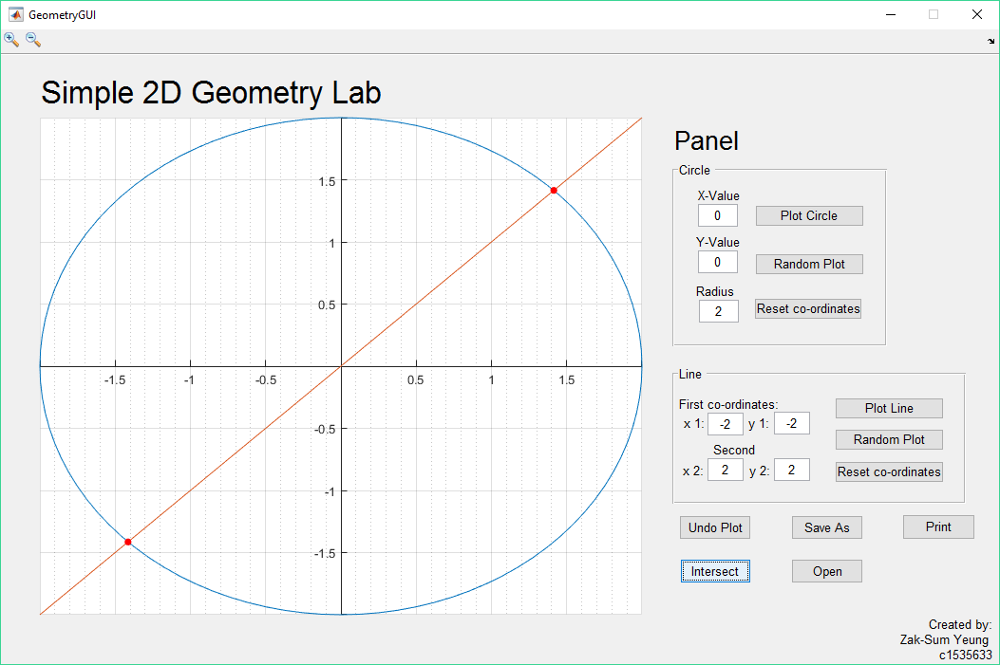 GeometryGUI
Simple 2D Geometry Lab
1.5
1
0.5
-1.5 -1 -0.5 0.5 1 1.5
-0.5
-1
-1.5
Panel
Circle
X-Value
0 Plot Circle
Y-Value
0 Random Plot
Radius
2 Reset co-ordinates
Line
First co-ordinates:
Plot Line
x 1: -2 y 1: -2
Random Plot
Second
x 2: 2 y 2: 2 Reset co-ordinates
Undo Plot Save As Print
Intersect Open
Created by:
Zak-Sum Yeung
c1535633